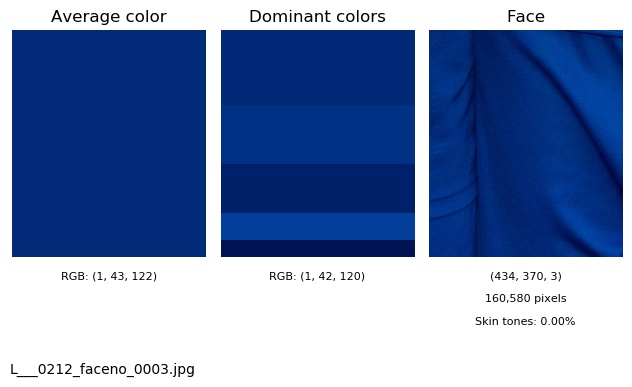 Average color
Dominant colors
Face
RGB: (1, 43, 122)
RGB: (1, 42, 120)
(434, 370, 3)
160,580 pixels
Skin tones: 0.00%
L___0212_faceno_0003.jpg